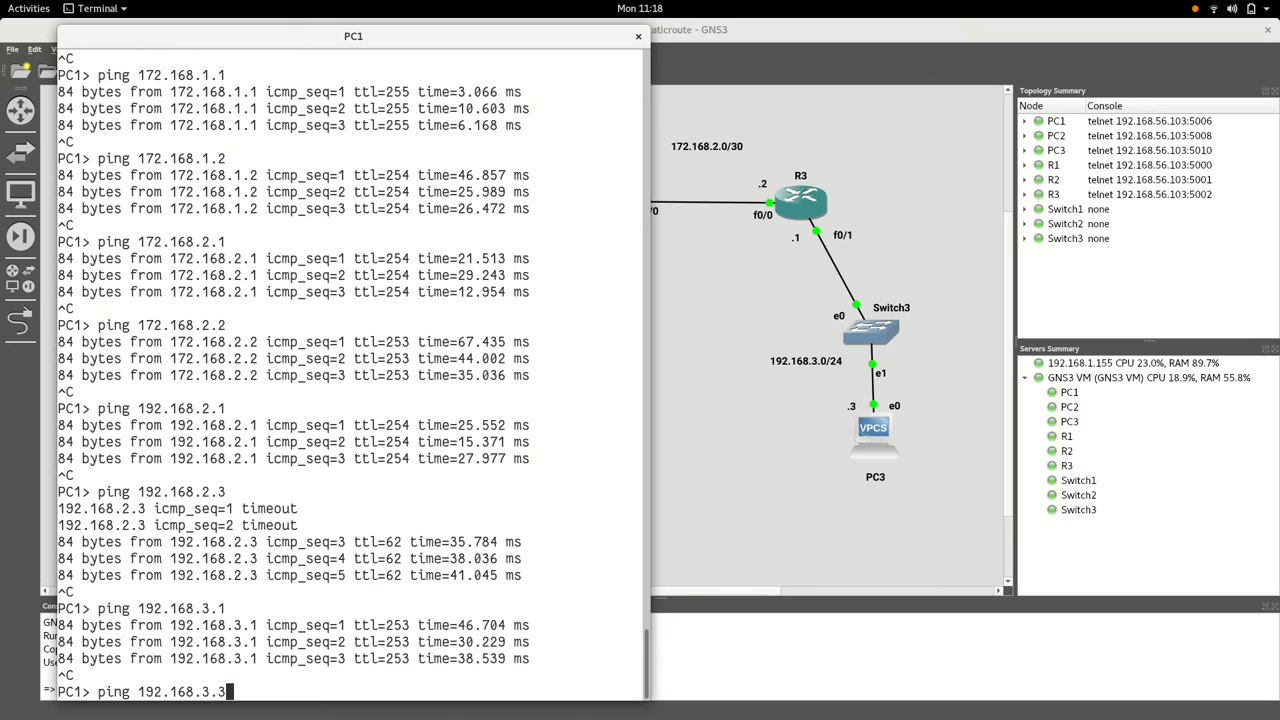 Activities
Terminal
Mon 11:18
PC1
aticroute - GNS3
File
Edit
^C
PC1> ping 172.168.1.1
84 bytes from 172.168.1.1 icmp_seq=1 ttl=255 time=3.066 ms
84 bytes from 172.168.1.1 icmp_seq=2 ttl=255 time=10.603 ms
84 bytes from 172.168.1.1 icmp_seq=3 ttl=255 time=6.168 ms
^C
PC1> ping 172.168.1.2
84 bytes from 172.168.1.2 icmp_seq=1 ttl=254 time=46.857 ms
84 bytes from 172.168.1.2 icmp_seq=2 ttl=254 time=25.989 ms
84 bytes from 172.168.1.2 icmp_seq=3 ttl=254 time=26.472 ms
^C
PC1> ping 172.168.2.1
84 bytes from 172.168.2.1 icmp_seq=1 ttl=254 time=21.513 ms
84 bytes from 172.168.2.1 icmp_seq=2 ttl=254 time=29.243 ms
84 bytes from 172.168.2.1 icmp_seq=3 ttl=254 time=12.954 ms
^C
PC1> ping 172.168.2.2
84 bytes from 172.168.2.2 icmp_seq=1 ttl=253 time=67.435 ms
84 bytes from 172.168.2.2 icmp_seq=2 ttl=253 time=44.002 ms
84 bytes from 172.168.2.2 icmp_seq=3 ttl=253 time=35.036 ms
^C
PC1> ping 192.168.2.1
84 bytes from 192.168.2.1 icmp_seq=1 ttl=254 time=25.552 ms
84 bytes from 192.168.2.1 icmp_seq=2 ttl=254 time=15.371 ms
84 bytes from 192.168.2.1 icmp_seq=3 ttl=254 time=27.977 ms
^C
PC1> ping 192.168.2.3
192.168.2.3 icmp_seq=1 timeout
192.168.2.3 icmp_seq=2 timeout
84 bytes from 192.168.2.3 icmp_seq=3 ttl=62 time=35.784 ms
84 bytes from 192.168.2.3 icmp_seq=4 ttl=62 time=38.036 ms
84 bytes from 192.168.2.3 icmp_seq=5 ttl=62 time=41.045 ms
^C
PC1> ping 192.168.3.1
84 bytes from 192.168.3.1 icmp_seq=1 ttl=253 time=46.704 ms
84 bytes from 192.168.3.1 icmp_seq=2 ttl=253 time=30.229 ms
84 bytes from 192.168.3.1 icmp_seq=3 ttl=253 time=38.539 ms
^C
PC1> ping 192.168.3.3
172.168.2.0/30
R3
.2
/0
f0/0
.1
f0/1
Switch3
e0
192.168.3.0/24
e1
.3
e0
VPCS
PC3
Topology Summary
Node Console
PC1 telnet 192.168.56.103:5006
PC2 telnet 192.168.56.103:5008
PC3 telnet 192.168.56.103:5010
R1 telnet 192.168.56.103:5000
R2 telnet 192.168.56.103:5001
R3 telnet 192.168.56.103:5002
Switch1 none
Switch2 none
Switch3 none
Servers Summary
192.168.1.155 CPU 23.0%, RAM 89.7%
GNS3 VM (GNS3 VM) CPU 18.9%, RAM 55.8%
PC1
PC2
PC3
R1
R2
R3
Switch1
Switch2
Switch3
=>